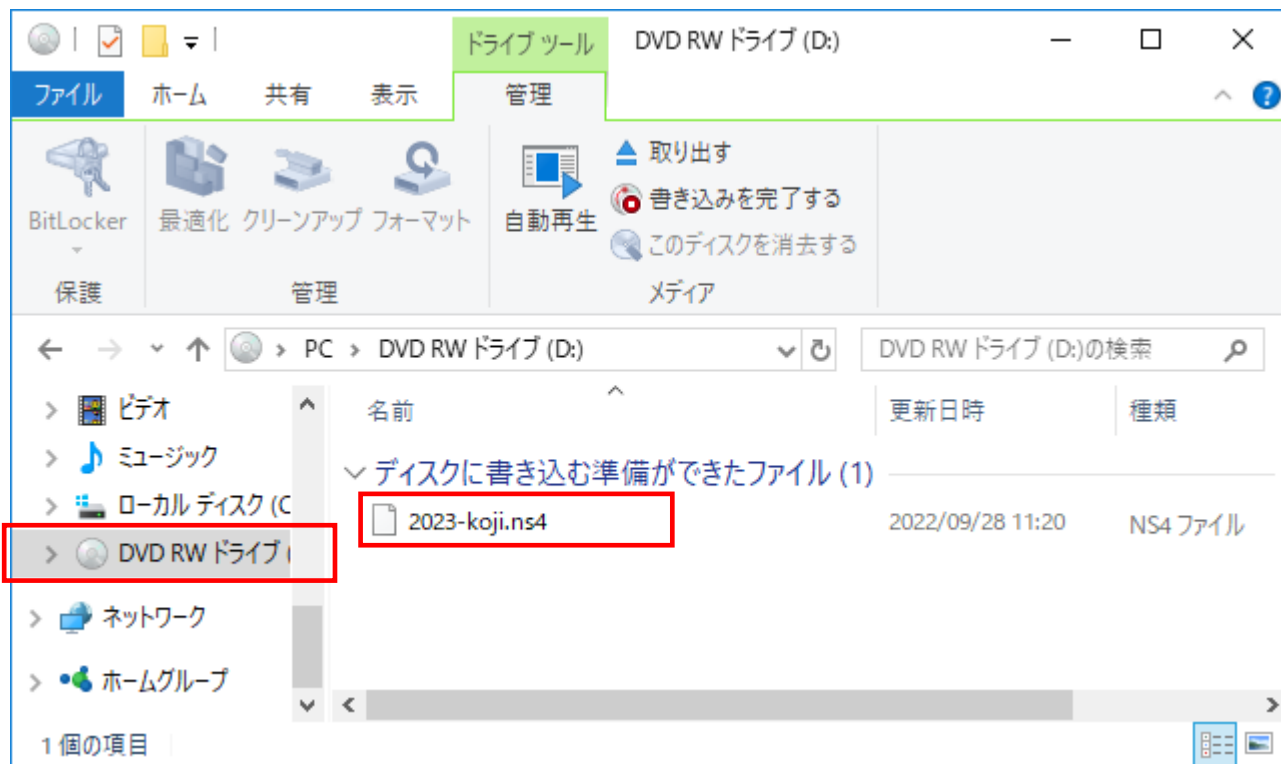 ドライブ ツール DVD RW ドライブ (D:)
ファイル ホーム 共有 表示 管理
取り出す
書き込みを完了する
BitLocker 最適化 クリーンアップ フォーマット 自動再生
このディスクを消去する
保護 管理 メディア
PC DVD RW ドライブ (D:) DVD RW ドライブ (D:)の検索
ビデオ 名前 更新日時 種類
ミュージック
ディスクに書き込む準備ができたファイル (1)
ローカル ディスク (C
2023-koji.ns4 2022/09/28 11:20 NS4 ファイル
DVD RW ドライブ (
ネットワーク
ホームグループ
1 個の項目